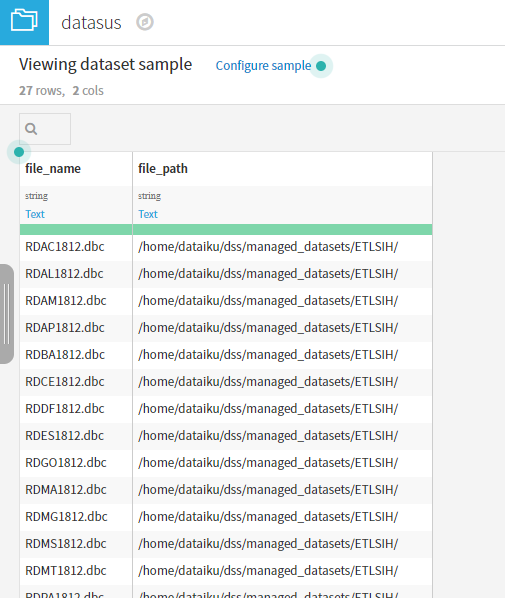 datasus
Viewing dataset sample Configure sample
27 rows, 2 cols
file_name file_path
string string
Text Text
RDAC1812.dbc /home/dataiku/dss/managed_datasets/ETLSIH/
RDAL1812.dbc /home/dataiku/dss/managed_datasets/ETLSIH/
RDAM1812.dbc /home/dataiku/dss/managed_datasets/ETLSIH/
RDAP1812.dbc /home/dataiku/dss/managed_datasets/ETLSIH/
RDBA1812.dbc /home/dataiku/dss/managed_datasets/ETLSIH/
RDCE1812.dbc /home/dataiku/dss/managed_datasets/ETLSIH/
RDDF1812.dbc /home/dataiku/dss/managed_datasets/ETLSIH/
RDES1812.dbc /home/dataiku/dss/managed_datasets/ETLSIH/
RDGO1812.dbc /home/dataiku/dss/managed_datasets/ETLSIH/
RDMA1812.dbc /home/dataiku/dss/managed_datasets/ETLSIH/
RDMG1812.dbc /home/dataiku/dss/managed_datasets/ETLSIH/
RDMS1812.dbc /home/dataiku/dss/managed_datasets/ETLSIH/
RDMT1812.dbc /home/dataiku/dss/managed_datasets/ETLSIH/
RDPA1812.dbc /home/dataiku/dss/managed_datasets/ETLSIH/